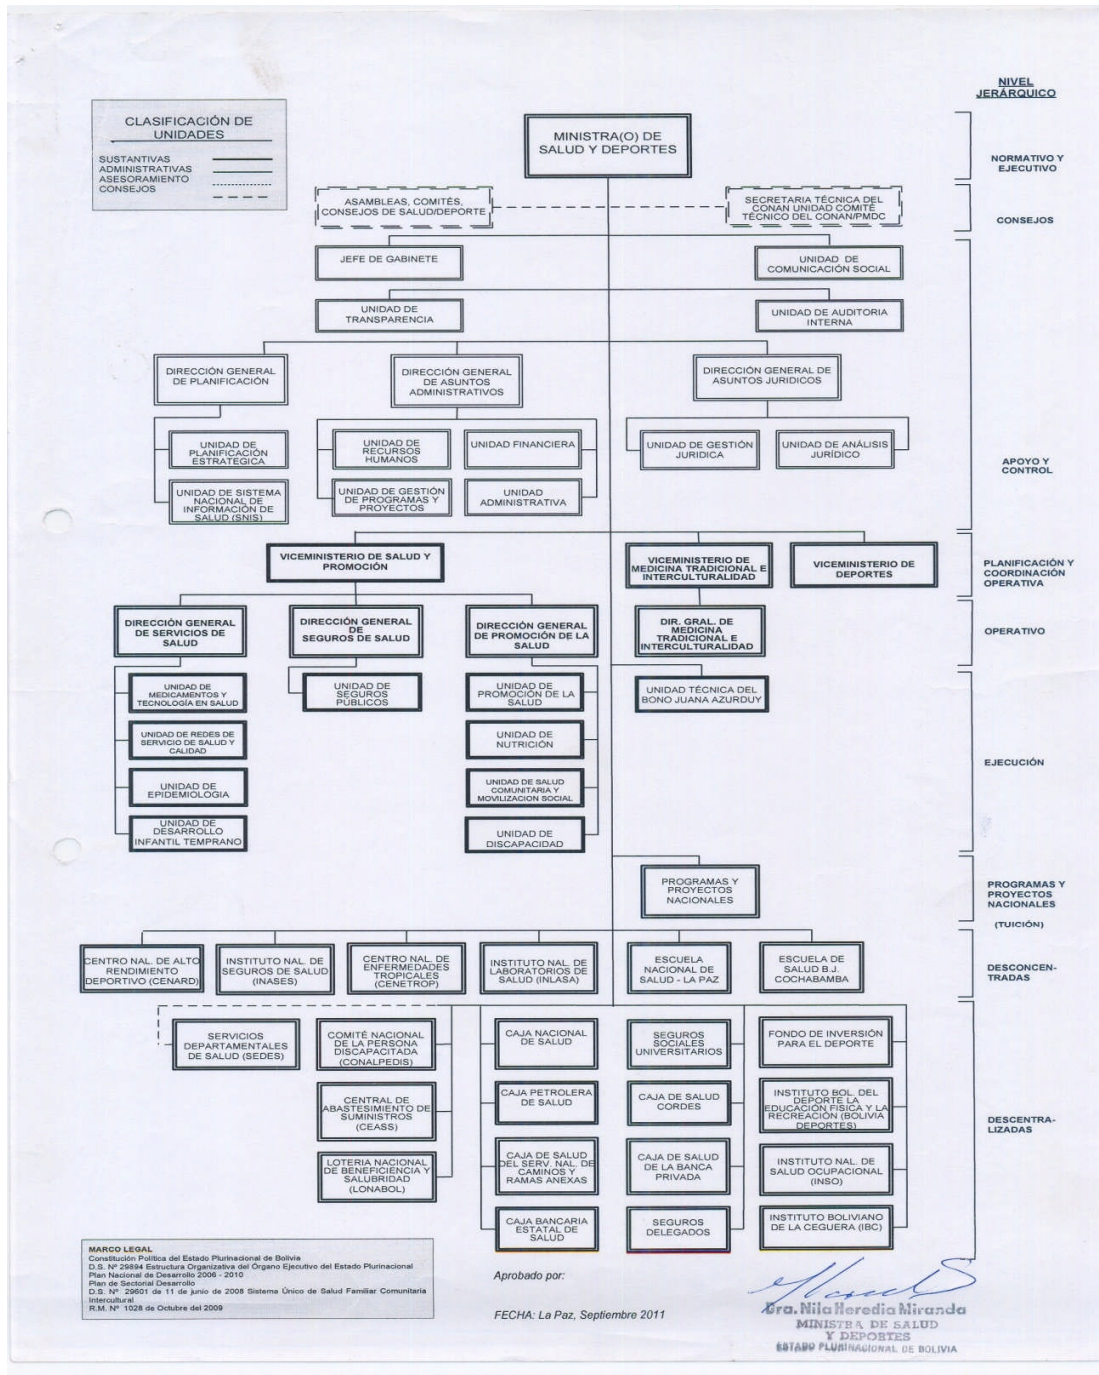 NIVEL
JERÁRQUICO
CLASIFICACIÓN DE
UNIDADES
SUSTANTIVAS
ADMINISTRATIVAS
ASESORAMIENTO
CONSEJOS
MINISTRA(O) DE
SALUD Y DEPORTES
NORMATIVO Y
EJECUTIVO
ASAMBLEAS, COMITÉS,
CONSEJOS DE SALUD/DEPORTE
SECRETARIA TÉCNICA DEL
CONAN UNIDAD COMITÉ
TÉCNICO DEL CONAN/PMDC
CONSEJOS
JEFE DE GABINETE
UNIDAD DE
COMUNICACIÓN SOCIAL
UNIDAD DE
TRANSPARENCIA
UNIDAD DE AUDITORIA
INTERNA
DIRECCIÓN GENERAL
DE PLANIFICACIÓN
DIRECCIÓN GENERAL
DE ASUNTOS
ADMINISTRATIVOS
DIRECCIÓN GENERAL DE
ASUNTOS JURIDICOS
UNIDAD DE
PLANIFICACIÓN
ESTRATEGICA
UNIDAD DE
RECURSOS
HUMANOS
UNIDAD FINANCIERA
UNIDAD DE GESTIÓN
JURIDICA
UNIDAD DE ANÁLISIS
JURÍDICO
APOYO Y
CONTROL
UNIDAD DE SISTEMA
NACIONAL DE
INFORMACIÓN DE
SALUD (SNIS)
UNIDAD DE GESTIÓN
DE PROGRAMAS Y
PROYECTOS
UNIDAD
ADMINISTRATIVA
VICEMINISTERIO DE SALUD Y
PROMOCIÓN
VICEMINISTERIO DE
MEDICINA TRADICIONAL E
INTERCULTURALIDAD
VICEMINISTERIO DE
DEPORTES
PLANIFICACIÓN Y
COORDINACIÓN
OPERATIVA
DIRECCIÓN GENERAL
DE SERVICIOS DE
SALUD
DIRECCIÓN GENERAL
DE
SEGUROS DE SALUD
DIRECCIÓN GENERAL
DE PROMOCIÓN DE LA
SALUD
DIR. GRAL. DE
MEDICINA
TRADICIONAL E
INTERCULTURALIDAD
OPERATIVO
UNIDAD DE
MEDICAMENTOS Y
TECNOLOGÍA EN SALUD
UNIDAD DE
SEGUROS
PÚBLICOS
UNIDAD DE
PROMOCIÓN DE LA
SALUD
UNIDAD TÉCNICA DEL
BONO JUANA AZURDUY
UNIDAD DE REDES DE
SERVICIO DE SALUD Y
CALIDAD
UNIDAD DE
NUTRICIÓN
EJECUCIÓN
UNIDAD DE
EPIDEMIOLOGIA
UNIDAD DE SALUD
COMUNITARIA Y
MOVILIZACION SOCIAL
UNIDAD DE
DESARROLLO
INFANTIL TEMPRANO
UNIDAD DE
DISCAPACIDAD
PROGRAMAS Y
PROYECTOS
NACIONALES
PROGRAMAS Y
PROYECTOS
NACIONALES
(TUICIÓN)
CENTRO NAL. DE ALTO
RENDIMIENTO
DEPORTIVO (CENARD)
INSTITUTO NAL. DE
SEGUROS DE SALUD
(INASES)
CENTRO NAL. DE
ENFERMEDADES
TROPICALES
(CENETROP)
INSTITUTO NAL. DE
LABORATORIOS DE
SALUD (INLASA)
ESCUELA
NACIONAL DE
SALUD - LA PAZ
ESCUELA DE
SALUD B.J.
COCHABAMBA
DESCONCEN-
TRADAS
SERVICIOS
DEPARTAMENTALES
DE SALUD (SEDES)
COMITÉ NACIONAL
DE LA PERSONA
DISCAPACITADA
(CONALPEDIS)
CAJA NACIONAL
DE SALUD
SEGUROS
SOCIALES
UNIVERSITARIOS
FONDO DE INVERSIÓN
PARA EL DEPORTE
CENTRAL DE
ABASTESIMIENTO DE
SUMINISTROS
(CEASS)
CAJA PETROLERA
DE SALUD
CAJA DE SALUD
CORDES
INSTITUTO BOL. DEL
DEPORTE LA
EDUCACIÓN FISICA Y LA
RECREACIÓN (BOLIVIA
DEPORTES)
DESCENTRA-
LIZADAS
LOTERIA NACIONAL
DE BENEFICIENCIA Y
SALUBRIDAD
(LONABOL)
CAJA DE SALUD
DEL SERV. NAL. DE
CAMINOS Y
RAMAS ANEXAS
CAJA DE SALUD
DE LA BANCA
PRIVADA
INSTITUTO NAL. DE
SALUD OCUPACIONAL
(INSO)
CAJA BANCARIA
ESTATAL DE
SALUD
SEGUROS
DELEGADOS
INSTITUTO BOLIVIANO
DE LA CEGUERA (IBC)
MARCO LEGAL
Constitución Política del Estado Plurinacional de Bolivia
D.S. Nº 29894 Estructura Organizativa del Órgano Ejecutivo del Estado Plurinacional
Plan Nacional de Desarrollo 2006 - 2010
Plan de Sectorial Desarrollo
D.S. Nº 29601 de 11 de junio de 2008 Sistema Único de Salud Familiar Comunitaria
Intercultural
R.M. Nº 1028 de Octubre del 2009
Aprobado por:
FECHA: La Paz, Septiembre 2011
Dra. Nila Heredia Miranda
MINISTRA DE SALUD
Y DEPORTES
ESTADO PLURINACIONAL DE BOLIVIA